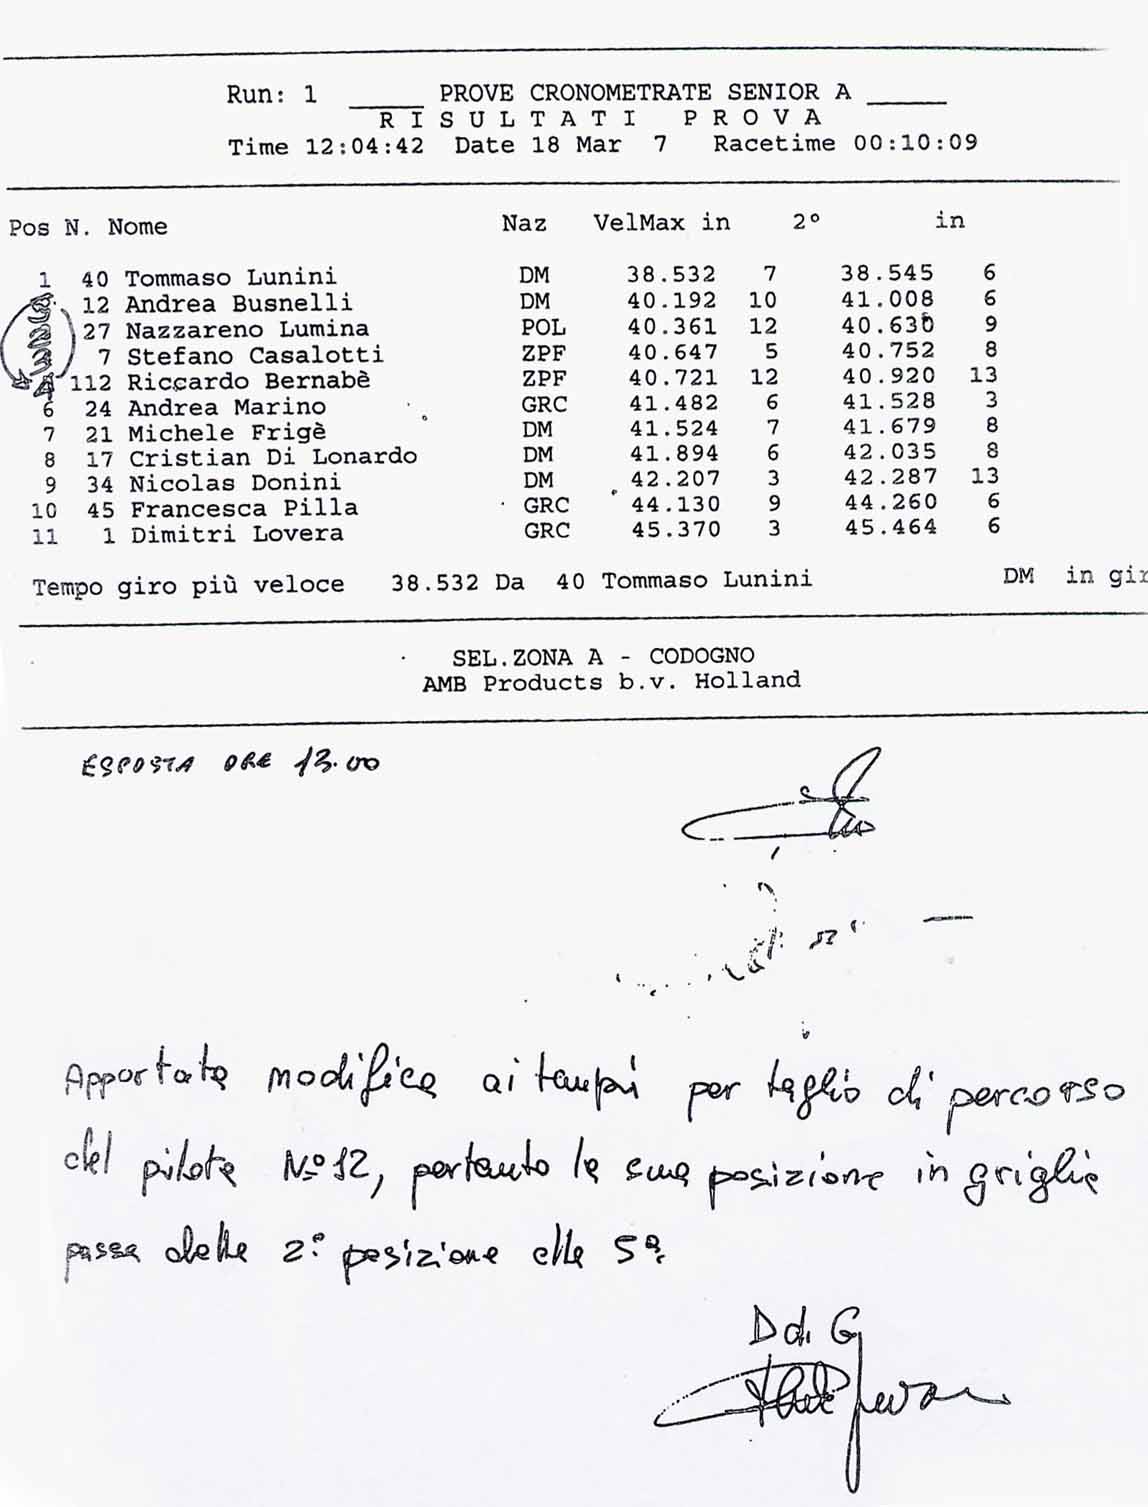 Run: 1 _____ PROVE CRONOMETRATE SENIOR A _____
R I S U L T A T I P R O V A
Time 12:04:42 Date 18 Mar 7 Racetime 00:10:09
Pos N. Nome Naz VelMax in 2° in
1 40 Tommaso Lunini DM 38.532 7 38.545 6
12 Andrea Busnelli DM 40.192 10 41.008 6
27 Nazzareno Lumina POL 40.361 12 40.630 9
7 Stefano Casalotti ZPF 40.647 5 40.752 8
112 Riccardo Bernabè ZPF 40.721 12 40.920 13
6 24 Andrea Marino GRC 41.482 6 41.528 3
7 21 Michele Frigè DM 41.524 7 41.679 8
8 17 Cristian Di Lonardo DM 41.894 6 42.035 8
9 34 Nicolas Donini DM 42.207 3 42.287 13
10 45 Francesca Pilla GRC 44.130 9 44.260 6
11 1 Dimitri Lovera GRC 45.370 3 45.464 6
Tempo giro più veloce 38.532 Da 40 Tommaso Lunini DM in gir
SEL.ZONA A - CODOGNO
AMB Products b.v. Holland
ESPOSTA ORE 13.00
Apportata modifica ai tempi per taglio di percorso
del pilota N° 12, pertanto la sua posizione in griglia
passa dalla 2ª posizione alla 5ª
D di G